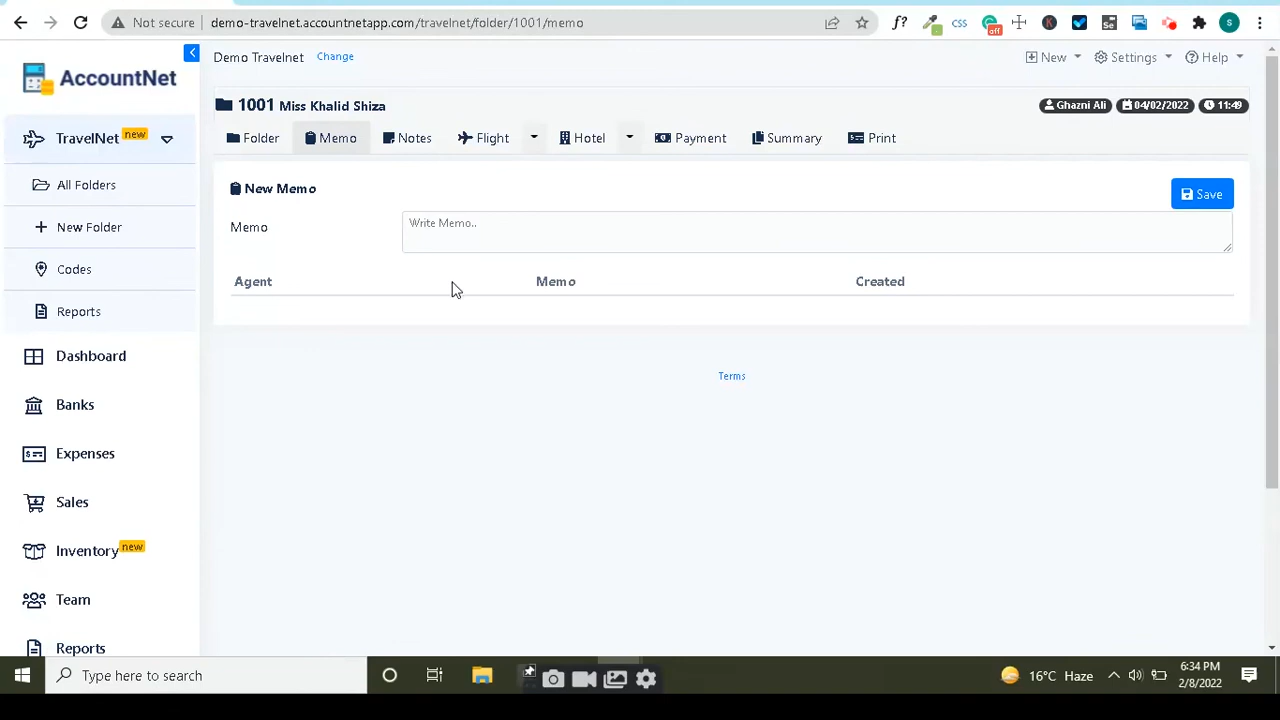 Not secure demo-travelnet.accountnetapp.com/travelnet/folder/1001/memo f? css off K Se S
AccountNet
Demo Travelnet Change New Settings Help
1001 Miss Khalid Shiza Ghazni Ali 04/02/2022 11:49
TravelNet new
Folder Memo Notes Flight Hotel Payment Summary Print
All Folders
New Folder
Codes
Reports
Dashboard
Banks
Expenses
Sales
Inventory new
Team
Reports
New Memo Save
Memo Write Memo..
Agent Memo Created
Terms
Type here to search 16°C Haze 6:34 PM
2/8/2022